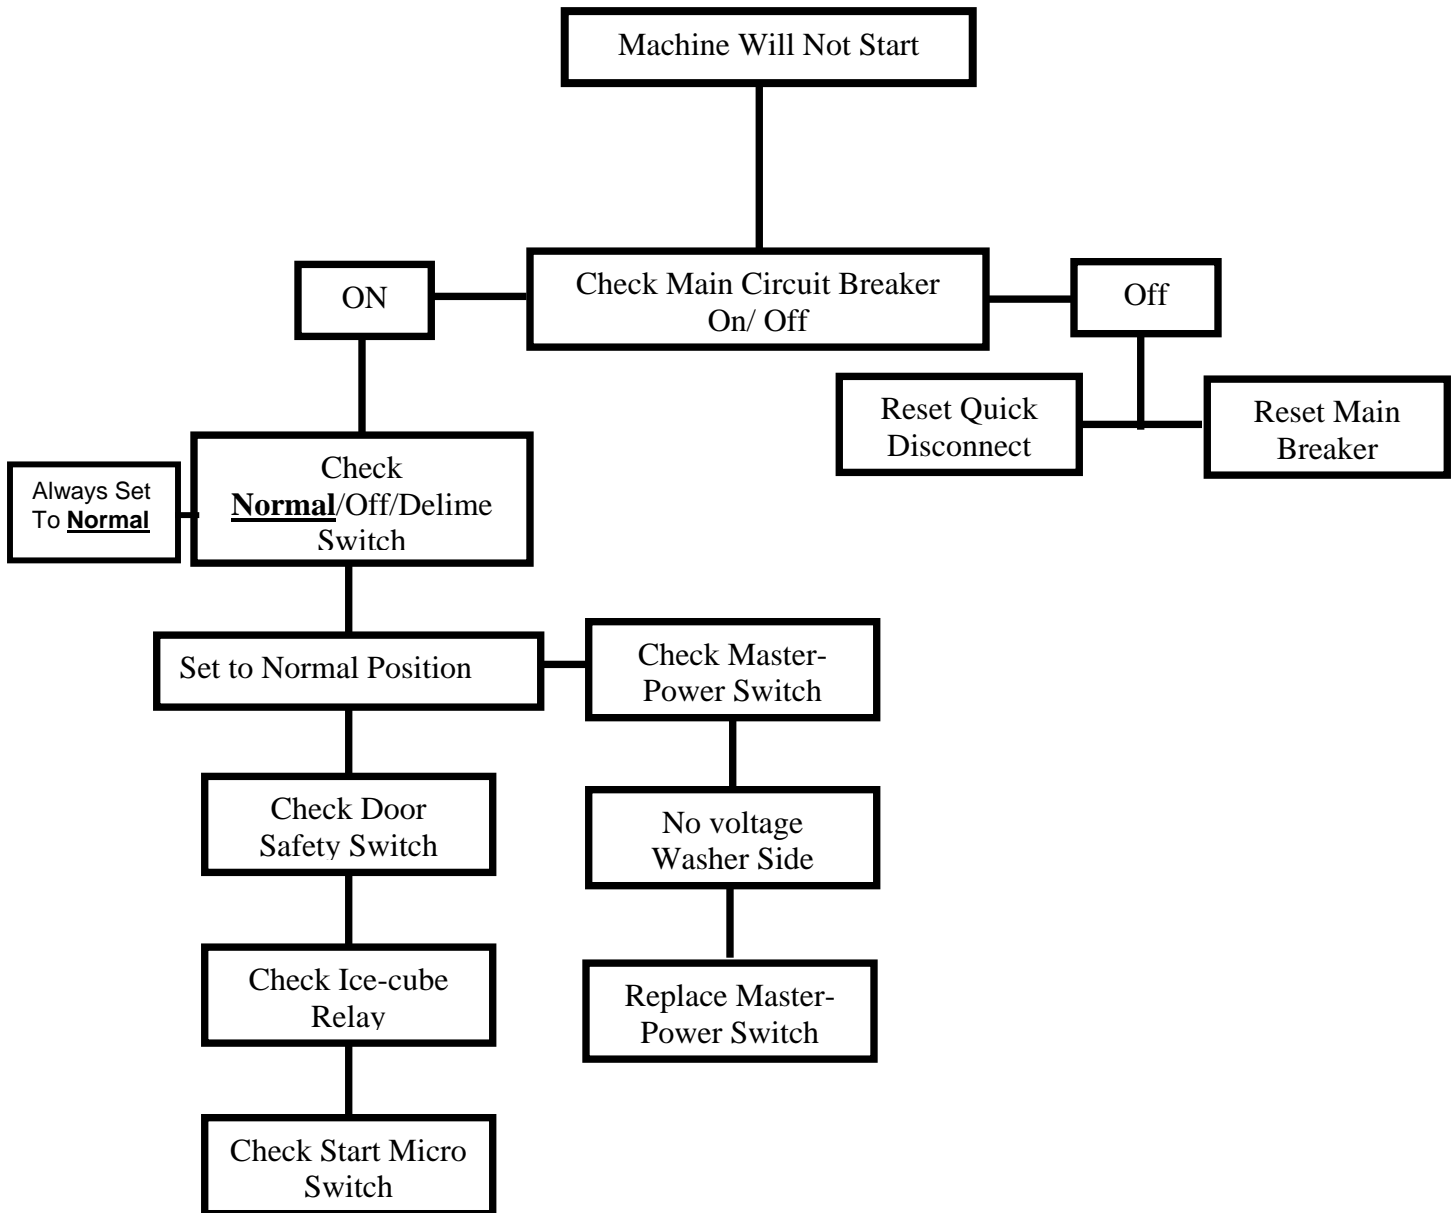 Machine Will Not Start
ON
Check Main Circuit Breaker
On/ Off
Off
Reset Quick
Disconnect
Reset Main
Breaker
Always Set
To Normal
Check
Normal/Off/Delime
Switch
Set to Normal Position
Check Master-
Power Switch
Check Door
Safety Switch
No voltage
Washer Side
Check Ice-cube
Relay
Replace Master-
Power Switch
Check Start Micro
Switch